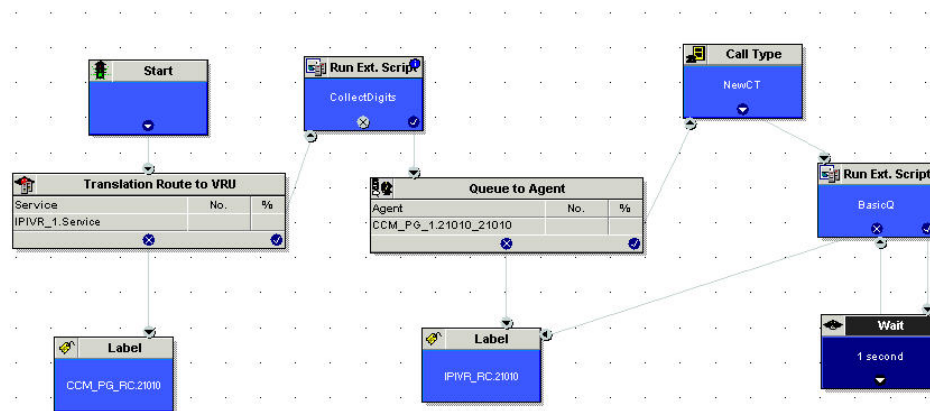 Start
Run Ext. Script
CollectDigits
Call Type
NewCT
Translation Route to VRU
Service No. %
IPIVR_1.Service
Queue to Agent
Agent No. %
CCM_PG_1.21010_21010
Run Ext. Script
BasicQ
Label
CCM_PG_RC.21010
Label
IPIVR_RC.21010
Wait
1 second